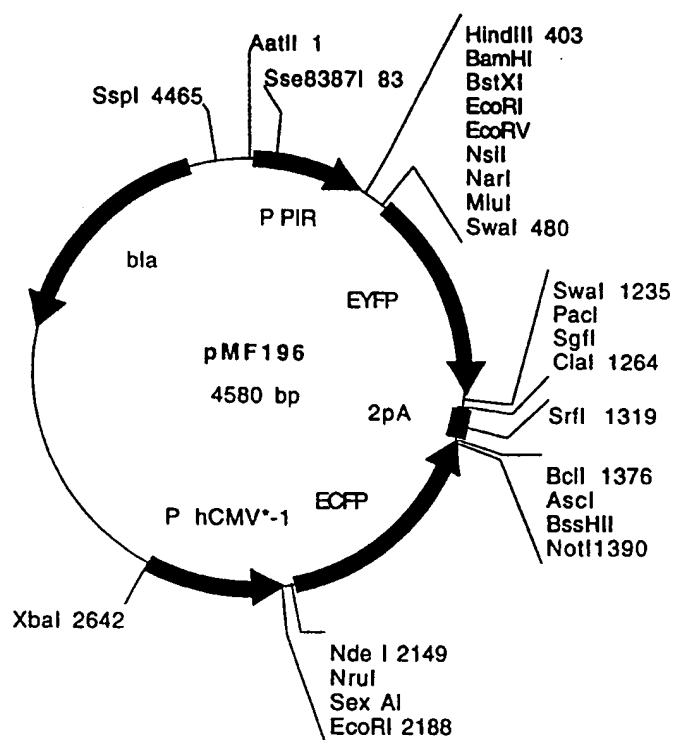 AatII 1
Sse8387I 83
SspI 4465
HindIII 403
BamHI
BstXI
EcoRI
EcoRV
NsiI
NarI
MluI
SwaI 480
P PIR
bla
EYFP
SwaI 1235
PacI
SgfI
ClaI 1264
pMF196
4580 bp
2pA
SrfI 1319
BclI 1376
AscI
BssHII
NotI1390
P hCMV*-1
ECFP
XbaI 2642
Nde I 2149
NruI
Sex AI
EcoRI 2188